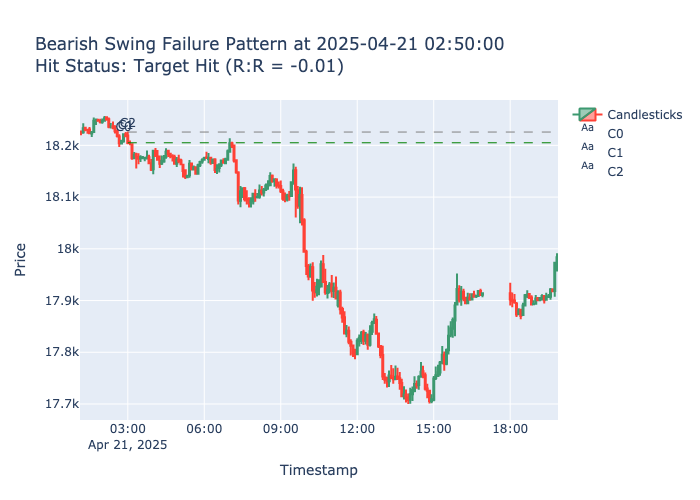 Bearish Swing Failure Pattern at 2025-04-21 02:50:00
Hit Status: Target Hit (R:R = -0.01)
Candlesticks
Aa C0
Aa C1
Aa C2
C2
C0
18.2k
18.1k
18k
17.9k
17.8k
17.7k
Price
03:00 06:00 09:00 12:00 15:00 18:00
Apr 21, 2025
Timestamp